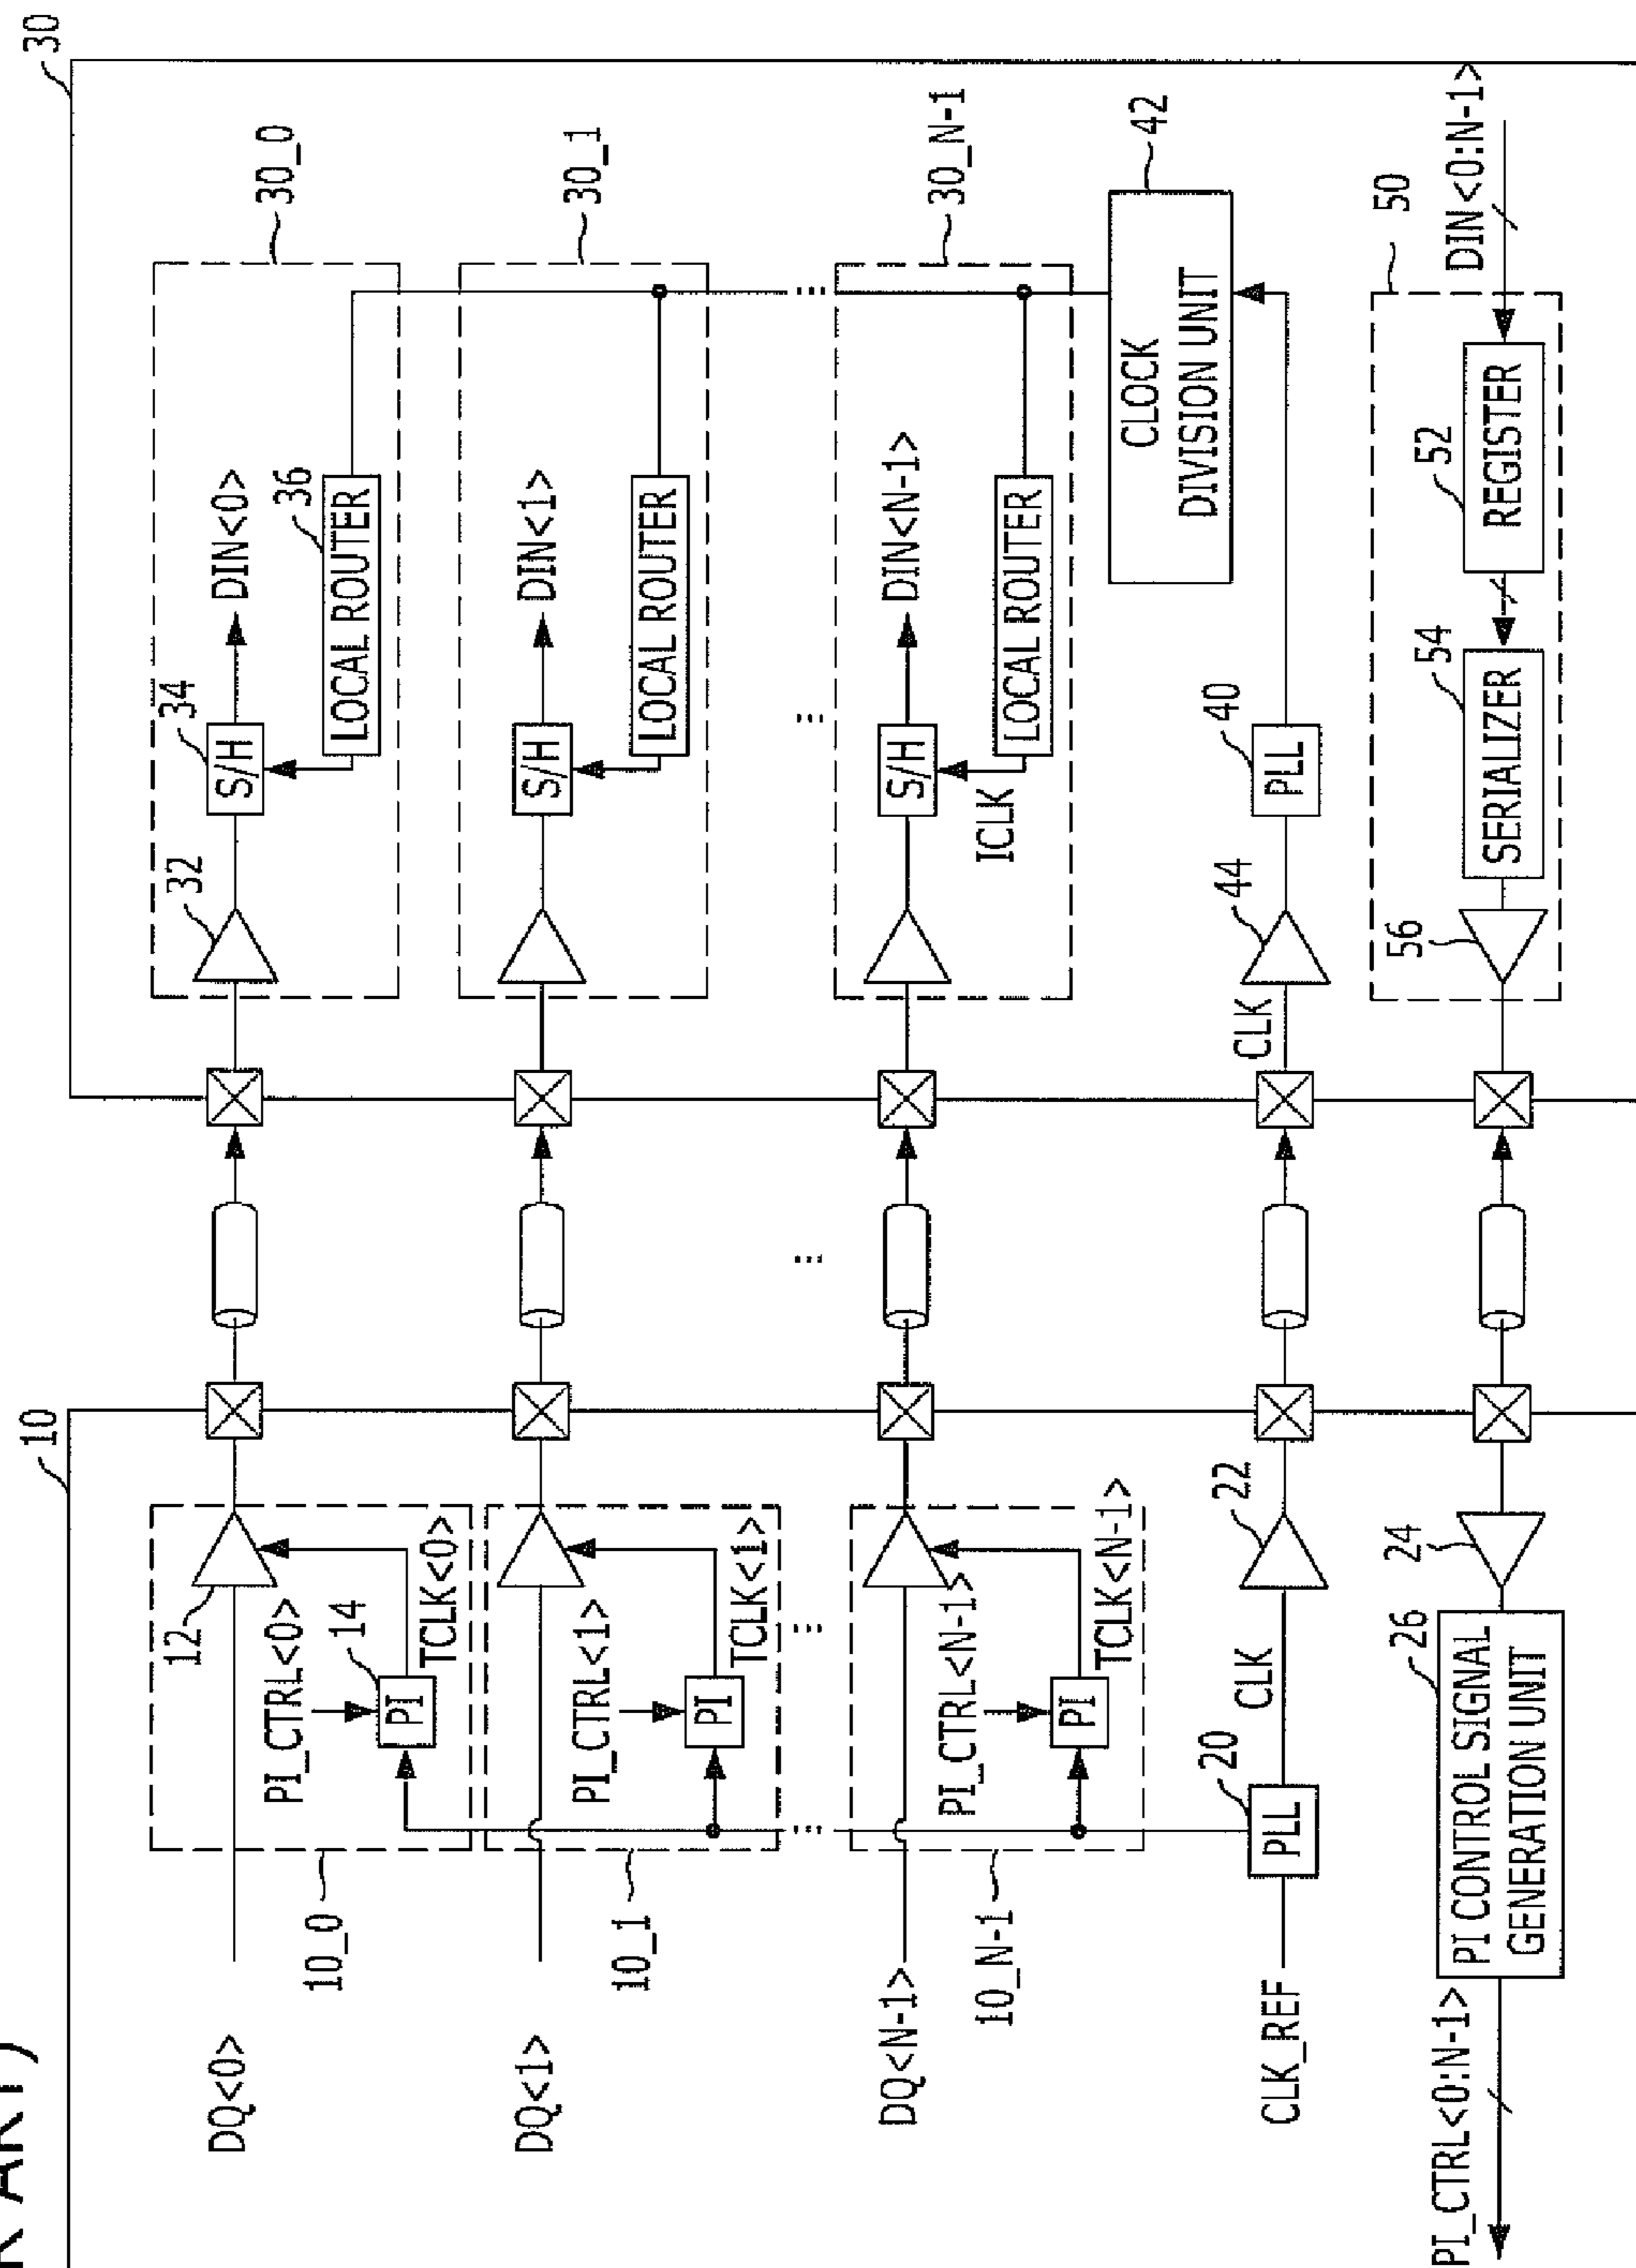 R ART)
10
30
DQ<0>
10_0
12
PI_CTRL<0>
14
PI
TCLK<0>
32
34
S/H
DIN<0>
36
LOCAL ROUTER
30_0
DQ<1>
10_1
PI_CTRL<1>
PI
TCLK<1>
S/H
DIN<1>
LOCAL ROUTER
30_1
...
...
...
...
...
DQ<N-1>
10_N-1
PI_CTRL<N-1>
PI
TCLK<N-1>
S/H
ICLK
DIN<N-1>
LOCAL ROUTER
30_N-1
CLK_REF
20
PLL
CLK
22
CLK
44
40
PLL
CLOCK
DIVISION UNIT
42
PI_CTRL<0:N-1>
26
PI CONTROL SIGNAL
GENERATION UNIT
24
56
54
SERIALIZER
52
REGISTER
50
DIN<0:N-1>